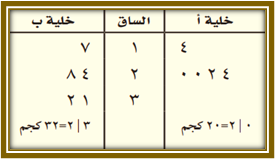 خلية أ الساق خلية ب
٤ ١ ٧
٤ ٢ ٠ ٠ ٢ ٤ ٨
٣ ١ ٢
٠ | ٢ = ٢٠ كجم ٣ | ٢ = ٣٢ كجم